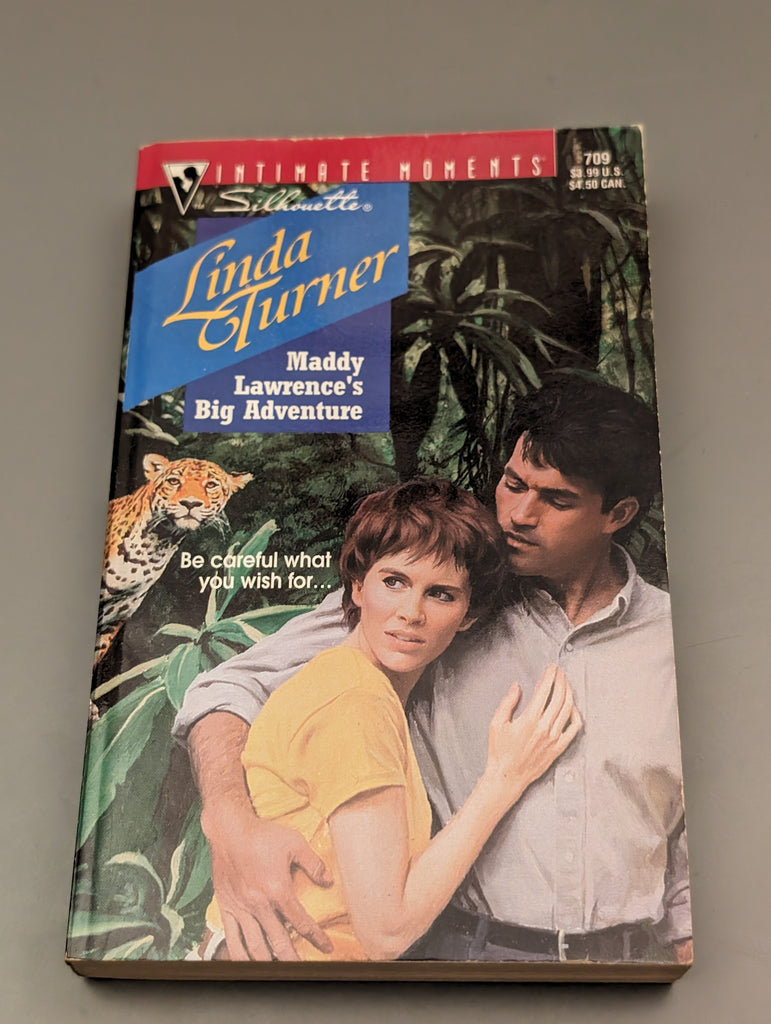 INTIMATE MOMENTS®
709
$3.99 U.S.
$4.50 CAN.
™ Silhouette®
Linda
Turner
Maddy
Lawrence's
Big Adventure
Be careful what
you wish for...